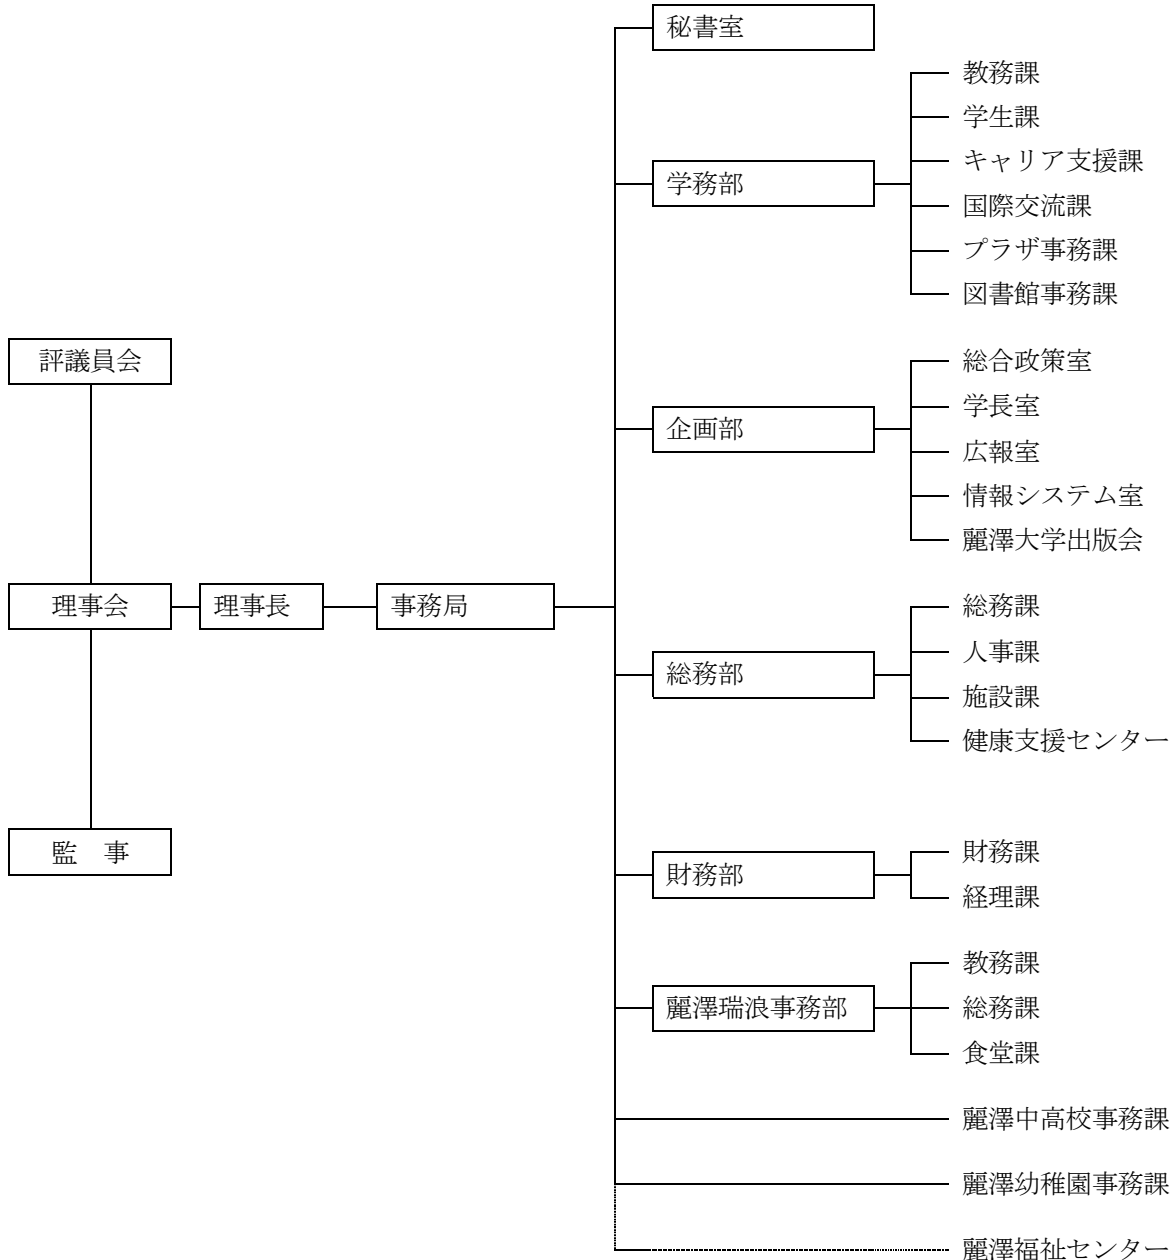 評議員会
理事会
監　事
理事長
事務局
秘書室
学務部
教務課
学生課
キャリア支援課
国際交流課
プラザ事務課
図書館事務課
企画部
総合政策室
学長室
広報室
情報システム室
麗澤大学出版会
総務部
総務課
人事課
施設課
健康支援センター
財務部
財務課
経理課
麗澤瑞浪事務部
教務課
総務課
食堂課
麗澤中高校事務課
麗澤幼稚園事務課
麗澤福祉センター